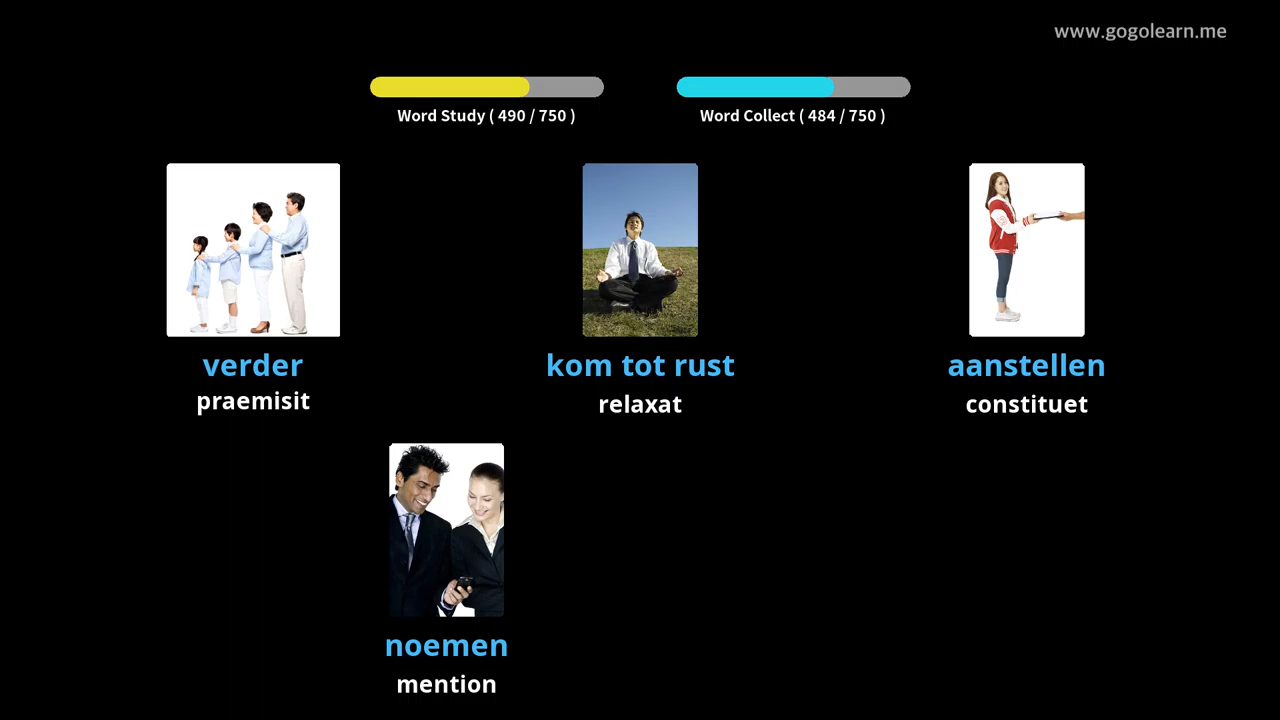 www.gogolearn.me
Word Study ( 490 / 750 )
Word Collect ( 484 / 750 )
verder
praemisit
kom tot rust
relaxat
aanstellen
constituet
noemen
mention